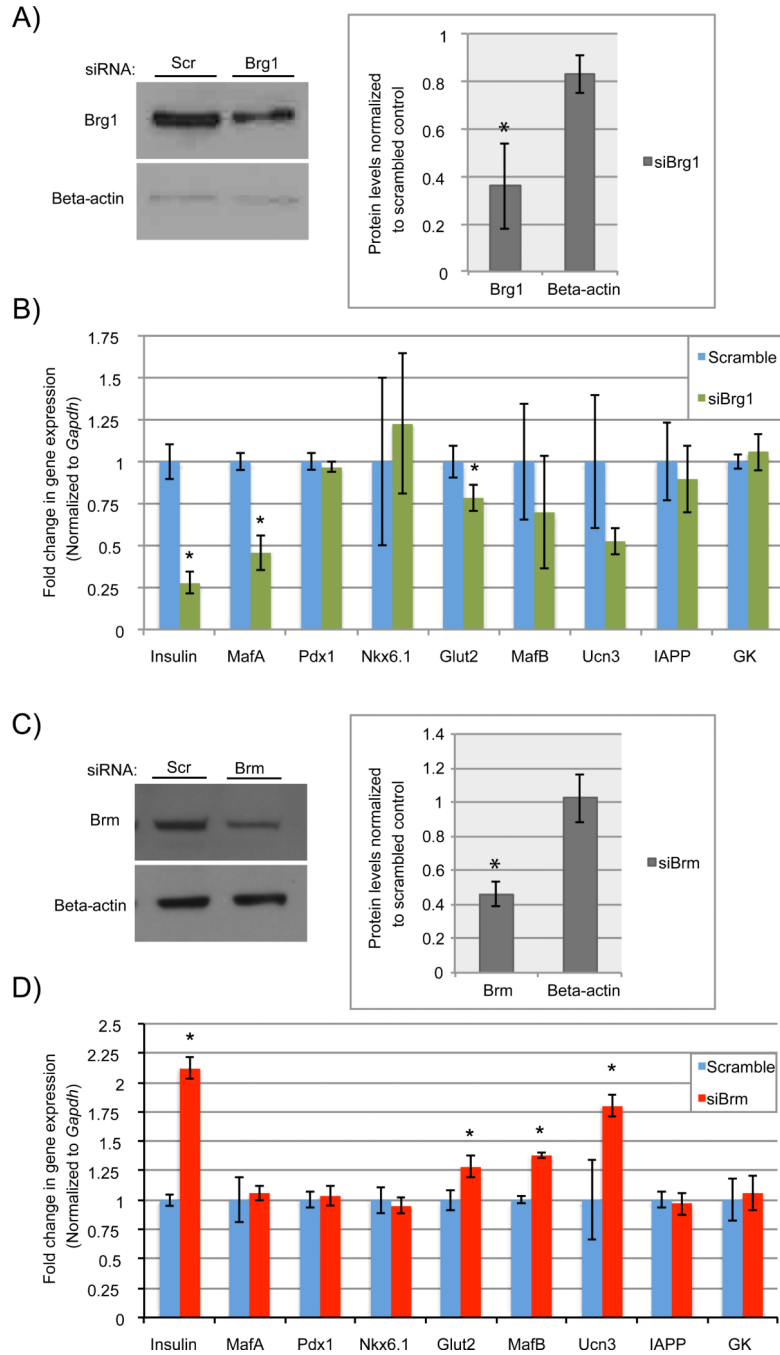 A)
siRNA: Scr Brg1
Brg1
Beta-actin
Protein levels normalized
to scrambled control
1
0.8
0.6
0.4
0.2
0
*
Brg1 Beta-actin
siBrg1
B)
Fold change in gene expression
(Normalized to Gapdh)
1.75
1.5
1.25
1
0.75
0.5
0.25
0
* * *
Scramble
siBrg1
Insulin MafA Pdx1 Nkx6.1 Glut2 MafB Ucn3 IAPP GK
C)
siRNA: Scr Brm
Brm
Beta-actin
Protein levels normalized
to scrambled control
1.4
1.2
1
0.8
0.6
0.4
0.2
0
*
Brm Beta-actin
siBrm
D)
Fold change in gene expression
(Normalized to Gapdh)
2.5
2.25
2
1.75
1.5
1.25
1
0.75
0.5
0.25
0
* * * *
Scramble
siBrm
Insulin MafA Pdx1 Nkx6.1 Glut2 MafB Ucn3 IAPP GK